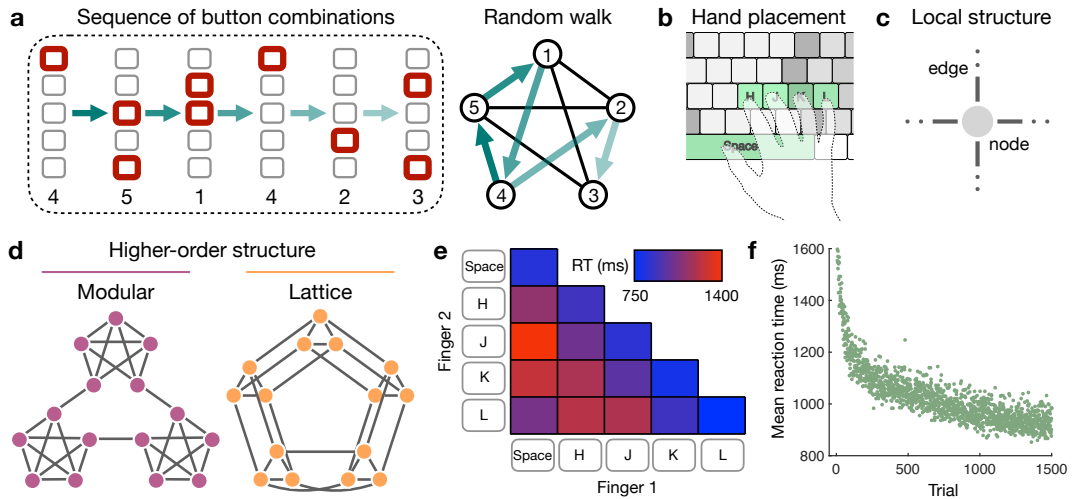 a
Sequence of button combinations
4 5 1 4 2 3
Random walk
1
5 2
4 3
b
Hand placement
H J K L
Space
c
Local structure
edge
node
d
Higher-order structure
Modular
Lattice
e
RT (ms)
750 1400
Finger 2
Space
H
J
K
L
Space H J K L
Finger 1
f
Mean reaction time (ms)
1600
1400
1200
1000
800
0 500 1000 1500
Trial